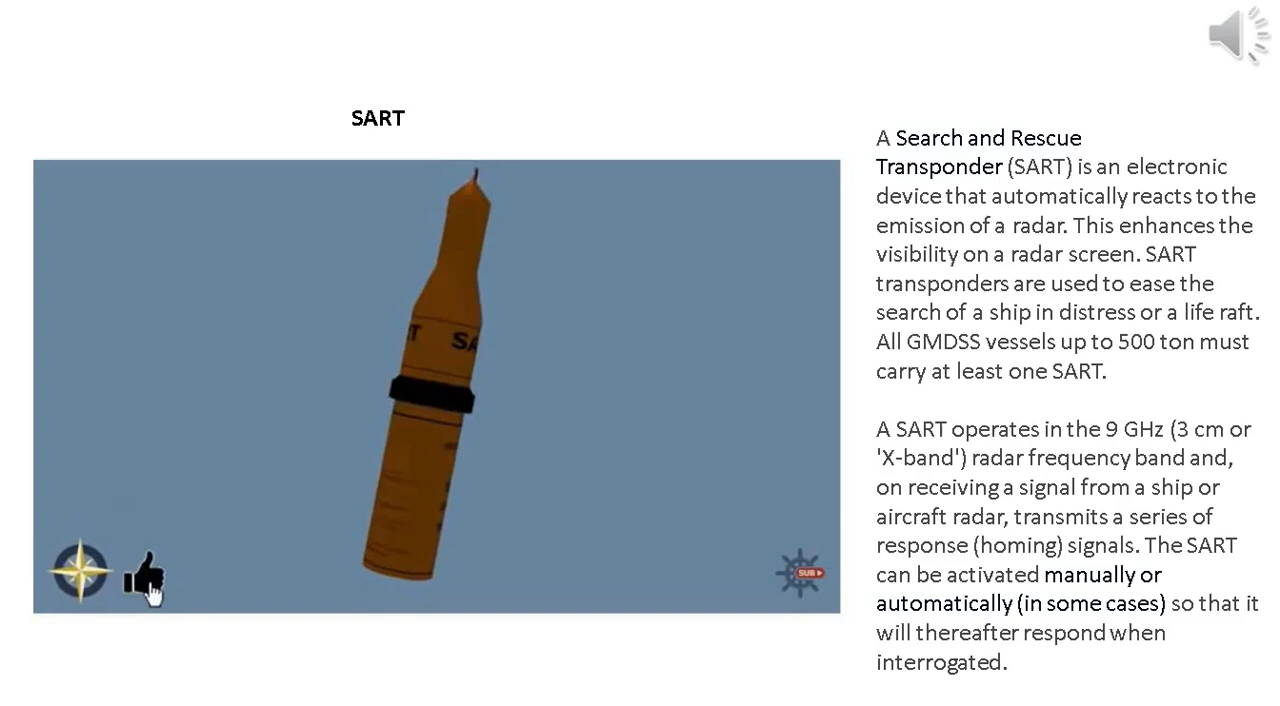 SART
A Search and Rescue
Transponder (SART) is an electronic
device that automatically reacts to the
emission of a radar. This enhances the
visibility on a radar screen. SART
transponders are used to ease the
search of a ship in distress or a life raft.
All GMDSS vessels up to 500 ton must
carry at least one SART.
A SART operates in the 9 GHz (3 cm or
'X-band') radar frequency band and,
on receiving a signal from a ship or
aircraft radar, transmits a series of
response (homing) signals. The SART
can be activated manually or
automatically (in some cases) so that it
will thereafter respond when
interrogated.
SUB